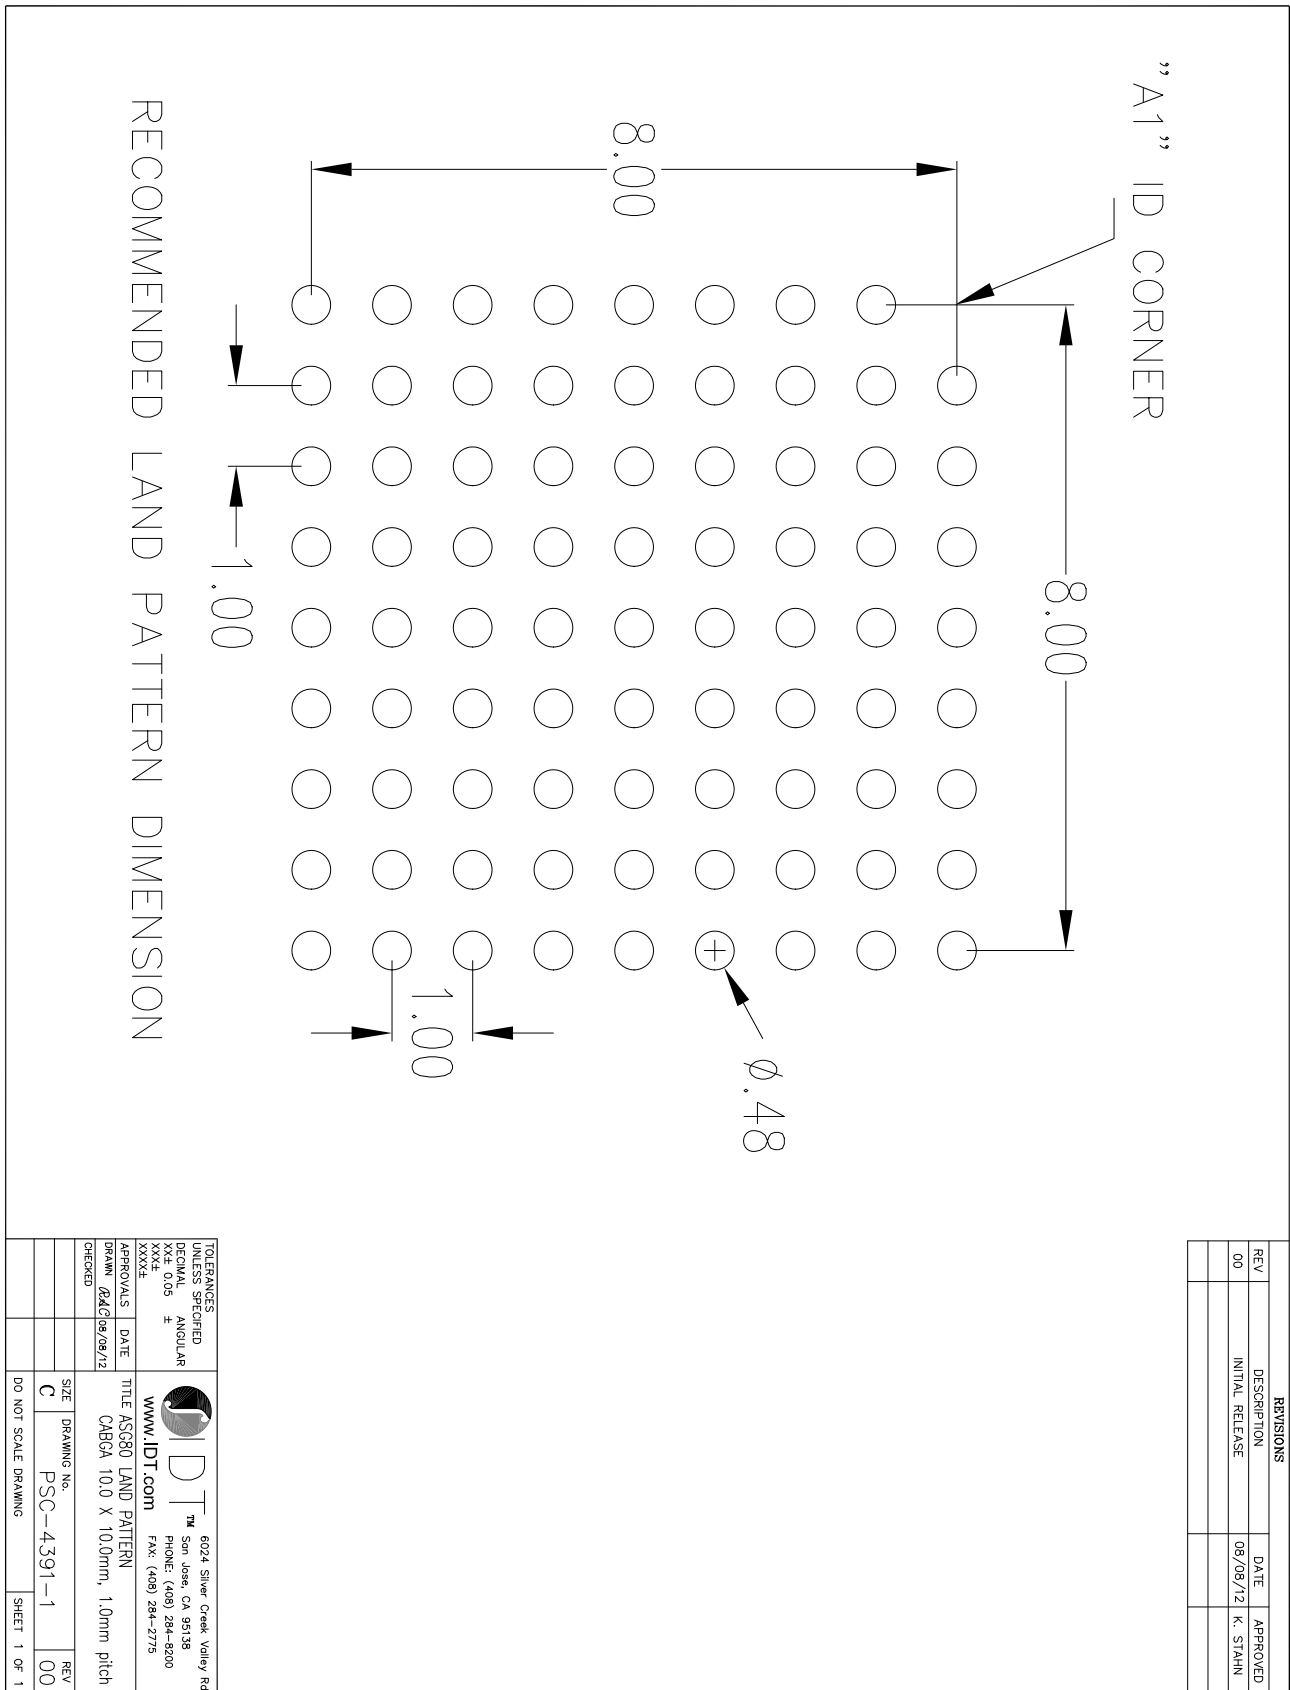 REVISIONS
REV DESCRIPTION DATE APPROVED
00 INITIAL RELEASE 08/08/12 K. STAHN
"A1" ID CORNER
8.00
8.00
1.00
1.00
Ø.48
RECOMMENDED LAND PATTERN DIMENSION
TOLERANCES
UNLESS SPECIFIED
DECIMAL ANGULAR
XX± 0.05 ±
XXX±
XXXX±
APPROVALS DATE
DRAWN RAC 08/08/12
CHECKED
IDT TM
www.IDT.com
6024 Silver Creek Valley Rd
San Jose, CA 95138
PHONE: (408) 284-8200
FAX: (408) 284-2775
TITLE ASG80 LAND PATTERN
CABGA 10.0 X 10.0mm, 1.0mm pitch
SIZE DRAWING No. REV
C PSC-4391-1 00
DO NOT SCALE DRAWING SHEET 1 OF 1